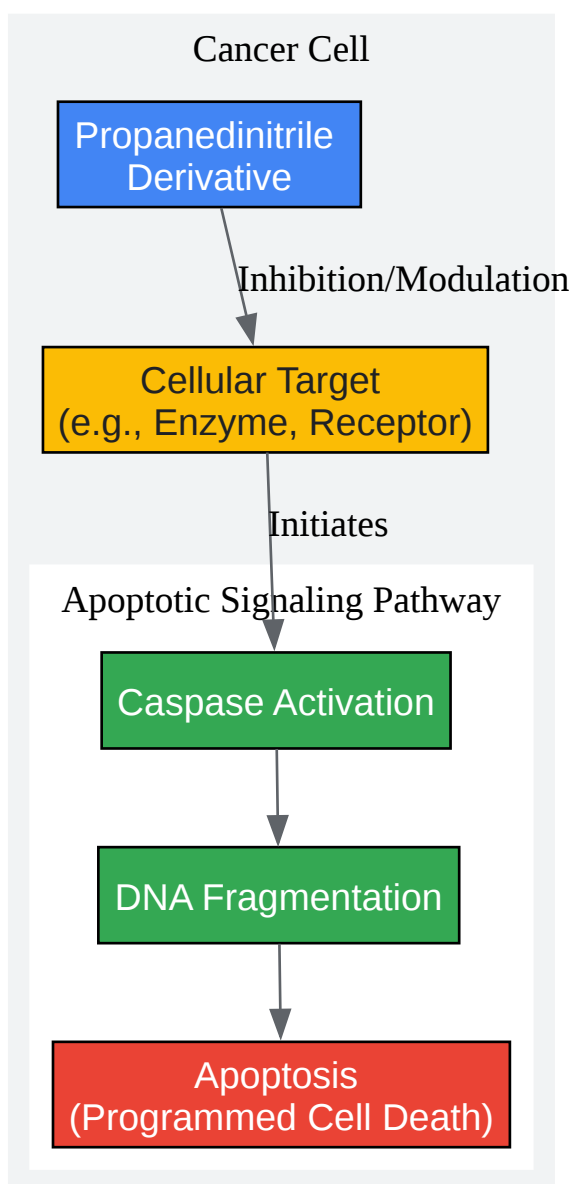 Cancer Cell
Propanedinitrile
Derivative
Inhibition/Modulation
Cellular Target
(e.g., Enzyme, Receptor)
Initiates
Apoptotic Signaling Pathway
Caspase Activation
DNA Fragmentation
Apoptosis
(Programmed Cell Death)